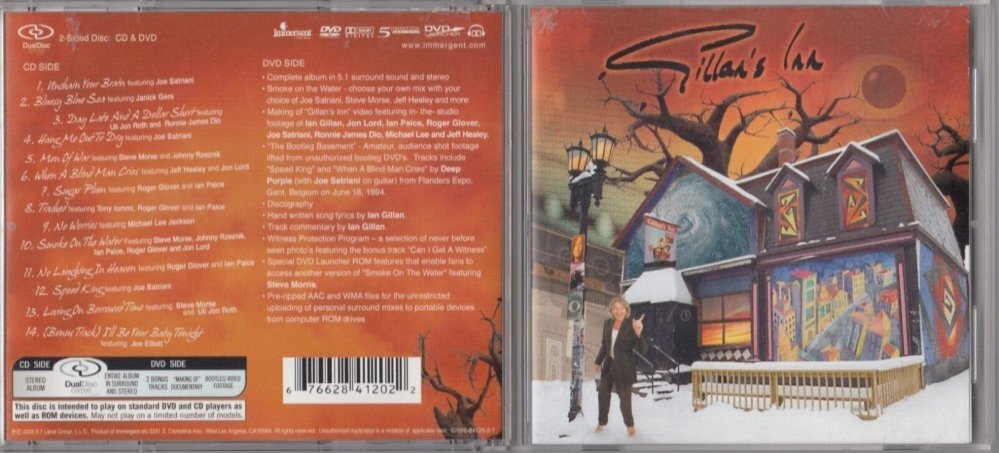 DualDisc
2-Sided Disc: CD & DVD
Immergent
DVD
www.immergent.com
CD SIDE
1. Unchain Your Brain featuring Joe Satriani
2. Bluesy Blue Sea featuring Janick Gers
3. Day Late And A Dollar Short featuring
Uli Jon Roth and Ronnie James Dio
4. Hang Me Out To Dry featuring Joe Satriani
5. Men Of War featuring Steve Morse and Johnny Rzeznik
6. When A Blind Man Cries featuring Jeff Healey and Jon Lord
7. Sugar Plum featuring Roger Glover and Ian Paice
8. Trashed featuring Tony Iommi, Roger Glover and Ian Paice
9. No Worries featuring Michael Lee Jackson
10. Smoke On The Water Featuring Steve Morse, Johnny Rzeznik,
Ian Paice, Roger Glover and Jon Lord
11. No Laughing In Heaven featuring Roger Glover and Ian Paice
12. Speed King featuring Joe Satriani
13. Loving On Borrowed Time featuring Steve Morse
and Uli Jon Roth
14. (Bonus Track) I'll Be Your Baby Tonight
featuring Joe Elliott
DVD SIDE
• Complete album in 5.1 surround sound and stereo
• Smoke on the Water - choose your own mix with your
choice of Joe Satriani, Steve Morse, Jeff Healey and more
• Making of "Gillan's Inn" video featuring in- the- studio
footage of Ian Gillan, Jon Lord, Ian Paice, Roger Glover,
Joe Satriani, Ronnie James Dio, Michael Lee and Jeff Healey.
• "The Bootleg Basement" - Amateur, audience shot footage
lifted from unauthorized bootleg DVD's. Tracks include
"Speed King" and "When A Blind Man Cries" by Deep
Purple (with Joe Satriani on guitar) from Flanders Expo,
Gent, Belgium on June 18, 1994.
• Discography
• Hand written song lyrics by Ian Gillan.
• Track commentary by Ian Gillan.
• Witness Protection Program – a selection of never before
seen photo's featuring the bonus track "Can I Get A Witness"
• Special DVD Launcher ROM features that enable fans to
access another version of "Smoke On The Water" featuring
Steve Morris.
• Pre-ripped AAC and WMA files for the unrestricted
uploading of personal surround mixes to portable devices
from computer ROM drives
CD SIDE
DVD SIDE
STEREO
ALBUM
DualDisc
CD/DVD
ENTIRE ALBUM
IN SURROUND
AND STEREO
2 BONUS
TRACKS
"MAKING OF"
DOCUMENTARY
BOOTLEG VIDEO
FOOTAGE
This disc is intended to play on standard DVD and CD players as
well as ROM devices. May not play on a limited number of models.
6 76628 41202 2
Gillan's Inn
Gillan's Inn